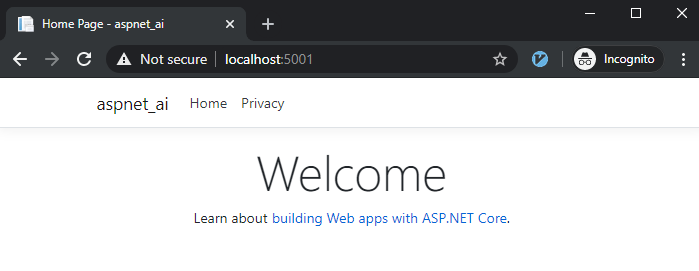 Home Page - aspnet_ai
Not secure localhost:5001 Incognito
aspnet_ai Home Privacy
Welcome
Learn about building Web apps with ASP.NET Core.